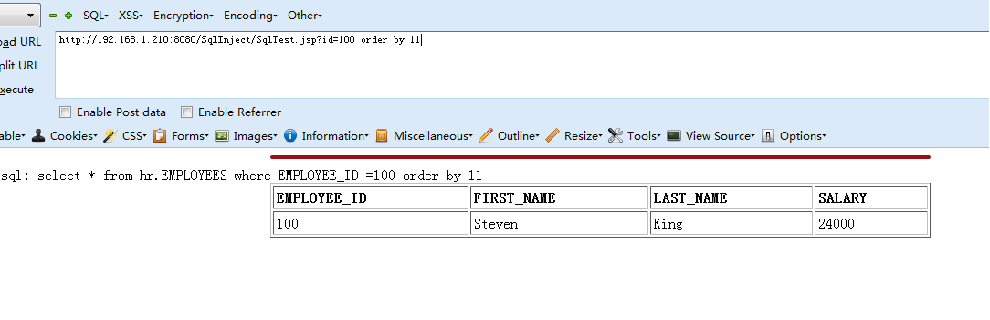 SQL- XSS- Encryption- Encoding- Other-
oad URL
http://192.168.1.210:8080/SqlInject/SqlTest.jsp?id=100 order by 11
plit URL
xecute
Enable Post data Enable Referrer
able- Cookies- CSS- Forms- Images- Information- Miscellaneous- Outline- Resize- Tools- View Source- Options-
sql: select * from hr.EMPLOYEES where EMPLOYEE_ID =100 order by 11
EMPLOYEE_ID FIRST_NAME LAST_NAME SALARY
100 Steven King 24000